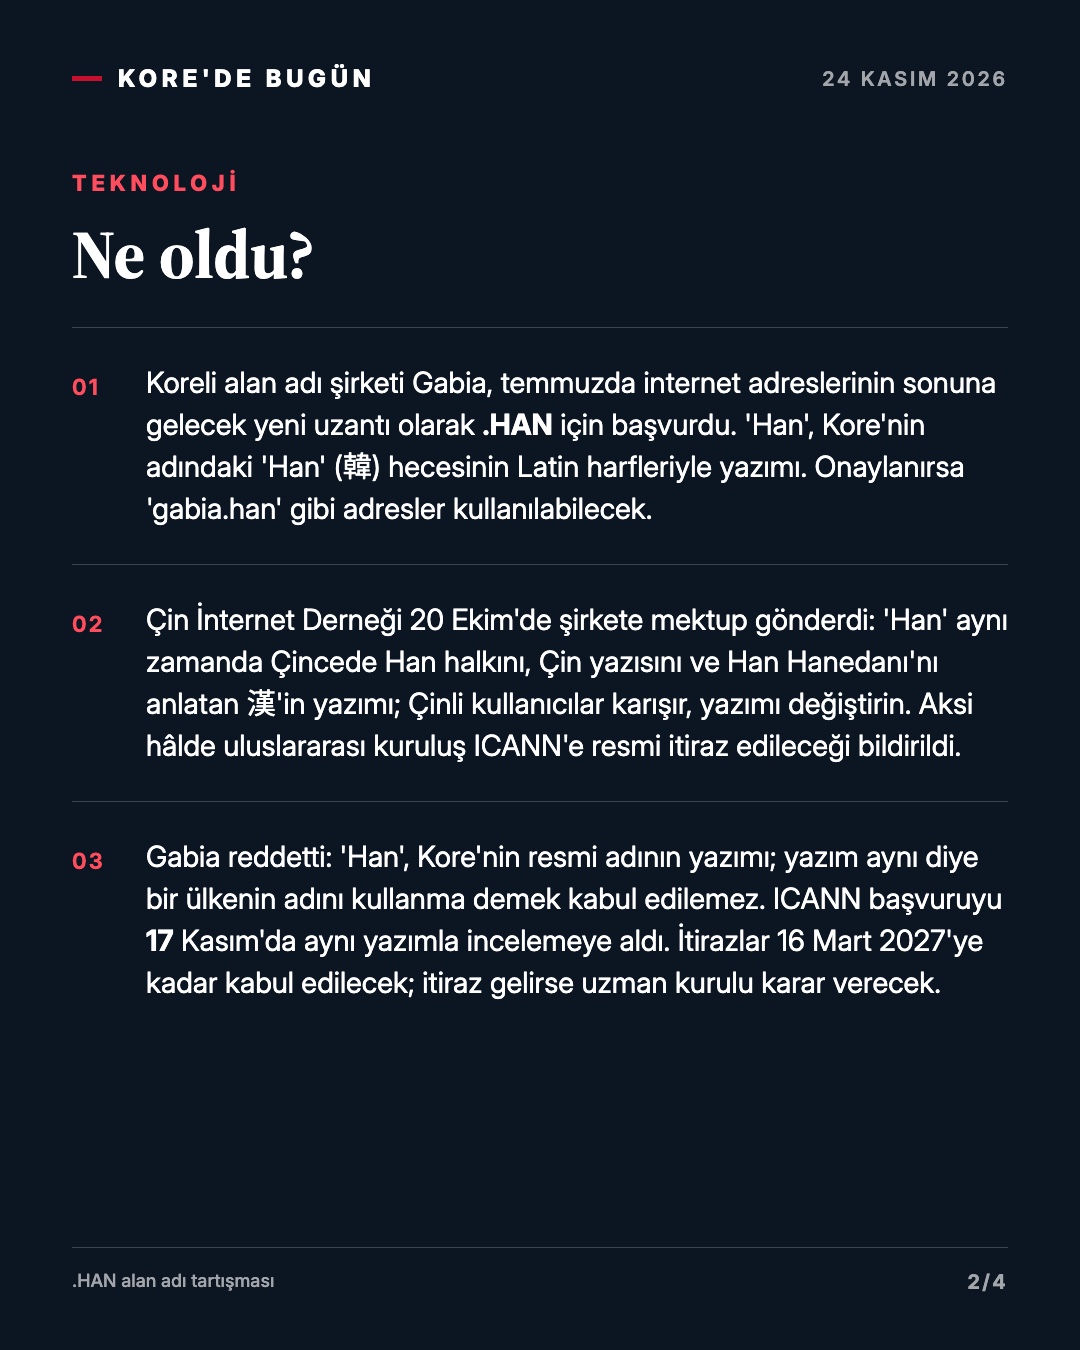 KORE'DE BUGÜN
24 KASIM 2026
TEKNOLOJİ
Ne oldu?
01
Koreli alan adı şirketi Gabia, temmuzda internet adreslerinin sonuna
gelecek yeni uzantı olarak .HAN için başvurdu. 'Han', Kore'nin
adındaki 'Han' (韓) hecesinin Latin harfleriyle yazımı. Onaylanırsa
'gabia.han' gibi adresler kullanılabilecek.
02
Çin İnternet Derneği 20 Ekim'de şirkete mektup gönderdi: 'Han' aynı
zamanda Çincede Han halkını, Çin yazısını ve Han Hanedanı'nı
anlatan 漢'in yazımı; Çinli kullanıcılar karışır, yazımı değiştirin. Aksi
hâlde uluslararası kuruluş ICANN'e resmi itiraz edileceği bildirildi.
03
Gabia reddetti: 'Han', Kore'nin resmi adının yazımı; yazım aynı diye
bir ülkenin adını kullanma demek kabul edilemez. ICANN başvuruyu
17 Kasım'da aynı yazımla incelemeye aldı. İtirazlar 16 Mart 2027'ye
kadar kabul edilecek; itiraz gelirse uzman kurulu karar verecek.
.HAN alan adı tartışması
2/4